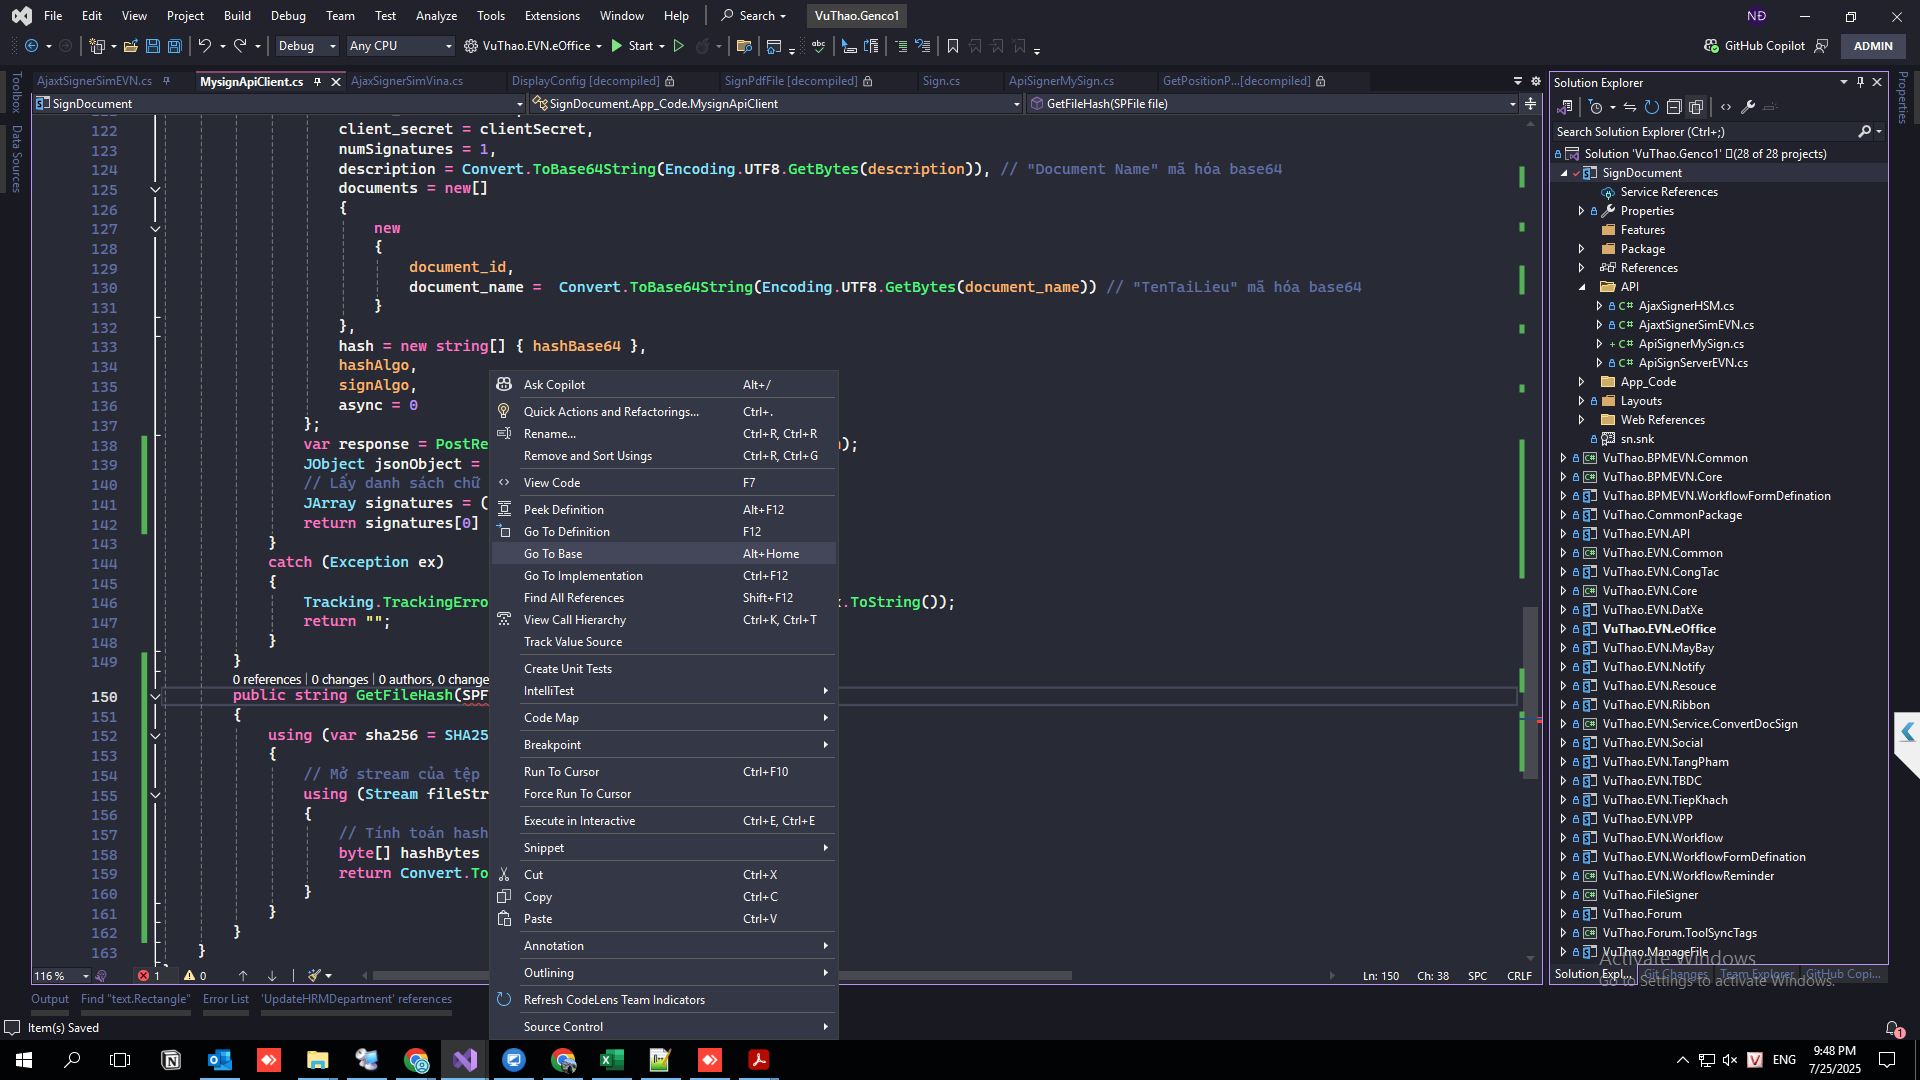 File Edit View Project Build Debug Team Test Analyze Tools Extensions Window Help Search VuThao.Genco1 NĐ
Debug Any CPU VuThao.EVN.eOffice Start GitHub Copilot ADMIN
AjaxtSignerSimEVN.cs MysignApiClient.cs AjaxSignerSimVina.cs DisplayConfig [decompiled] SignPdfFile [decompiled] Sign.cs ApiSignerMySign.cs GetPositionP...[decompiled]
SignDocument SignDocument.App_Code.MysignApiClient GetFileHash(SPFile file)
Toolbox
Data Sources
122 client_secret = clientSecret,
123 numSignatures = 1,
124 description = Convert.ToBase64String(Encoding.UTF8.GetBytes(description)), // "Document Name" mã hóa base64
125 documents = new[]
126 {
127 new
128 {
129 document_id,
130 document_name = Convert.ToBase64String(Encoding.UTF8.GetBytes(document_name)) // "TenTaiLieu" mã hóa base64
131 }
132 },
133 hash = new string[] { hashBase64 },
134 hashAlgo,
135 signAlgo,
136 async = 0
137 };
138 var response = PostRe );
139 JObject jsonObject =
140 // Lấy danh sách chữ
141 JArray signatures = (
142 return signatures[0]
143 }
144 catch (Exception ex)
145 {
146 Tracking.TrackingErro .ToString());
147 return "";
148 }
149 }
0 references | 0 changes | 0 authors, 0 change
150 public string GetFileHash(SPF
151 {
152 using (var sha256 = SHA25
153 {
154 // Mở stream của tệp
155 using (Stream fileStr
156 {
157 // Tính toán hash
158 byte[] hashBytes
159 return Convert.To
160 }
161 }
162 }
163 }
Ask Copilot Alt+/
Quick Actions and Refactorings... Ctrl+.
Rename... Ctrl+R, Ctrl+R
Remove and Sort Usings Ctrl+R, Ctrl+G
View Code F7
Peek Definition Alt+F12
Go To Definition F12
Go To Base Alt+Home
Go To Implementation Ctrl+F12
Find All References Shift+F12
View Call Hierarchy Ctrl+K, Ctrl+T
Track Value Source
Create Unit Tests
IntelliTest
Code Map
Breakpoint
Run To Cursor Ctrl+F10
Force Run To Cursor
Execute in Interactive Ctrl+E, Ctrl+E
Snippet
Cut Ctrl+X
Copy Ctrl+C
Paste Ctrl+V
Annotation
Outlining
Refresh CodeLens Team Indicators
Source Control
116 % 1 0 Ln: 150 Ch: 38 SPC CRLF
Output Find "text.Rectangle" Error List 'UpdateHRMDepartment' references
Item(s) Saved
Solution Explorer
Search Solution Explorer (Ctrl+;)
Solution 'VuThao.Genco1' (28 of 28 projects)
SignDocument
Service References
Properties
Features
Package
References
API
C# AjaxSignerHSM.cs
C# AjaxtSignerSimEVN.cs
+ C# ApiSignerMySign.cs
C# ApiSignServerEVN.cs
App_Code
Layouts
Web References
sn.snk
VuThao.BPMEVN.Common
VuThao.BPMEVN.Core
VuThao.BPMEVN.WorkflowFormDefination
VuThao.CommonPackage
VuThao.EVN.API
VuThao.EVN.Common
VuThao.EVN.CongTac
VuThao.EVN.Core
VuThao.EVN.DatXe
VuThao.EVN.eOffice
VuThao.EVN.MayBay
VuThao.EVN.Notify
VuThao.EVN.Resouce
VuThao.EVN.Ribbon
VuThao.EVN.Service.ConvertDocSign
VuThao.EVN.Social
VuThao.EVN.TangPham
VuThao.EVN.TBDC
VuThao.EVN.TiepKhach
VuThao.EVN.VPP
VuThao.EVN.Workflow
VuThao.EVN.WorkflowFormDefination
VuThao.EVN.WorkflowReminder
VuThao.FileSigner
VuThao.Forum
VuThao.Forum.ToolSyncTags
VuThao.ManageFile
Solution Expl... Git Changes Team Explorer GitHub Copi...
Activate Windows
Go to Settings to activate Windows.
Properties
1
ENG
9:48 PM
7/25/2025